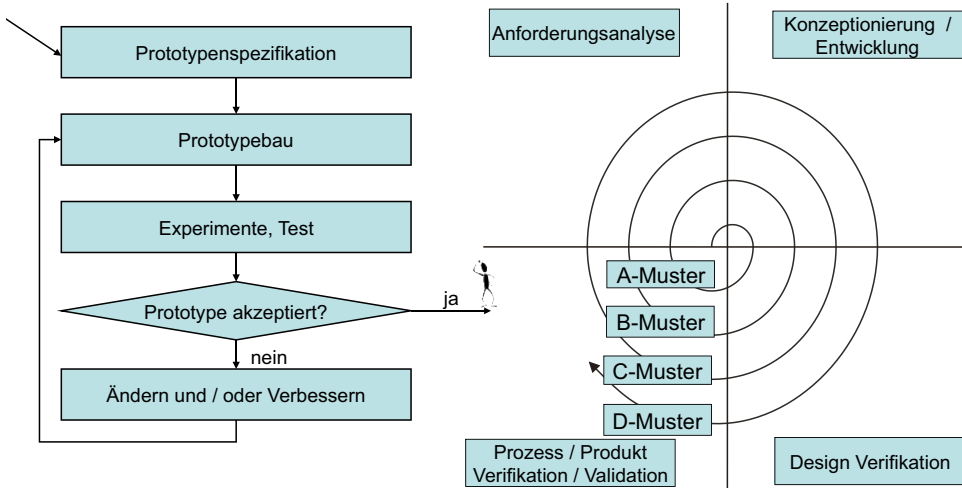 Prototypenspezifikation
Prototypebau
Experimente, Test
Prototype akzeptiert?
ja
nein
Ändern und / oder Verbessern
Anforderungsanalyse
Konzeptionierung /
Entwicklung
A-Muster
B-Muster
C-Muster
D-Muster
Prozess / Produkt
Verifikation / Validation
Design Verifikation